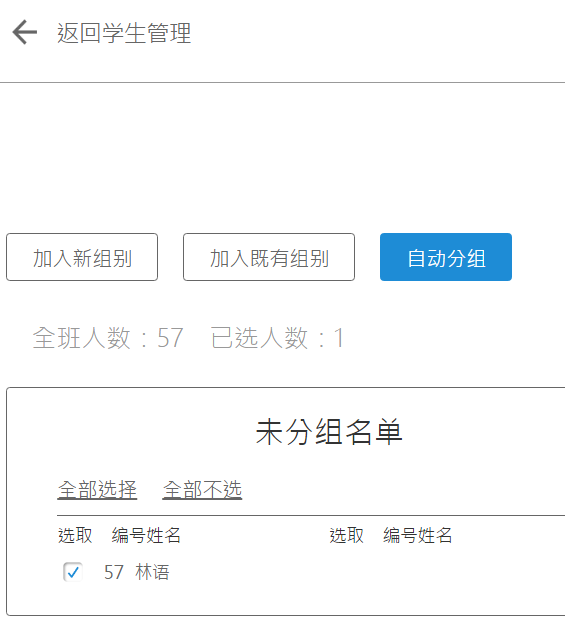 返回学生管理
加入新组别 加入既有组别 自动分组
全班人数：57 已选人数：1
未分组名单
全部选择 全部不选
选取 编号姓名 选取 编号姓名
57 林语